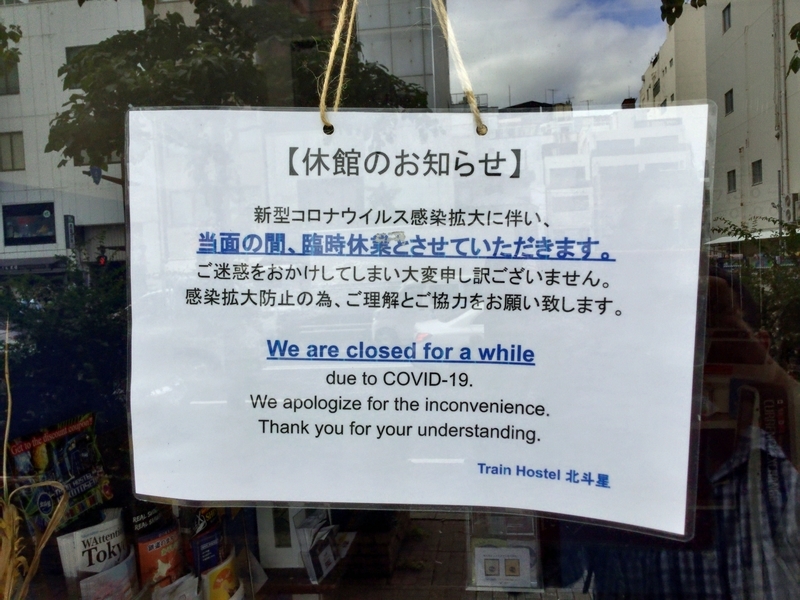 【休館のお知らせ】
新型コロナウイルス感染拡大に伴い、
当面の間、臨時休業とさせていただきます。
ご迷惑をおかけしてしまい大変申し訳ございません。
感染拡大防止の為、ご理解とご協力をお願い致します。
We are closed for a while
due to COVID-19.
We apologize for the inconvenience.
Thank you for your understanding.
Train Hostel 北斗星
WAttention
Tokyo